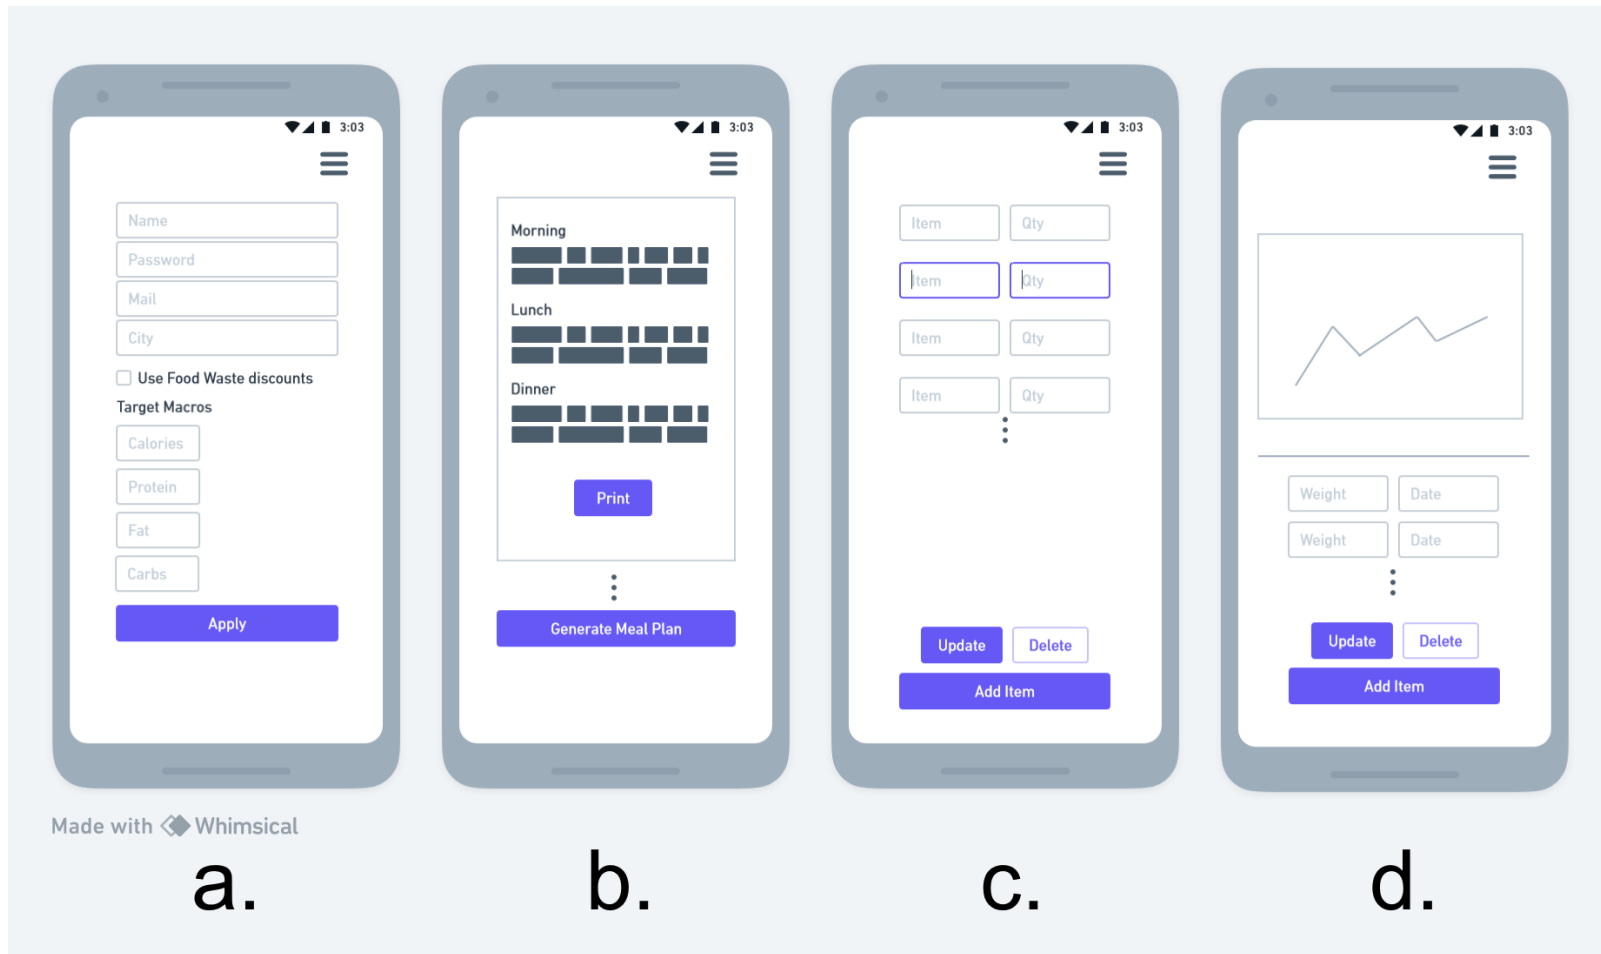 3:03
Name
Password
Mail
City
Use Food Waste discounts
Target Macros
Calories
Protein
Fat
Carbs
Apply
3:03
Morning
Lunch
Dinner
Print
Generate Meal Plan
3:03
Item Qty
Item Qty
Item Qty
Item Qty
Update Delete
Add Item
3:03
Weight Date
Weight Date
Update Delete
Add Item
Made with Whimsical
a. b. c. d.